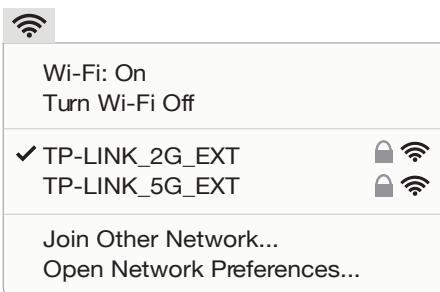 Wi-Fi: On
Turn Wi-Fi Off
TP-LINK_2G_EXT
TP-LINK_5G_EXT
Join Other Network...
Open Network Preferences...